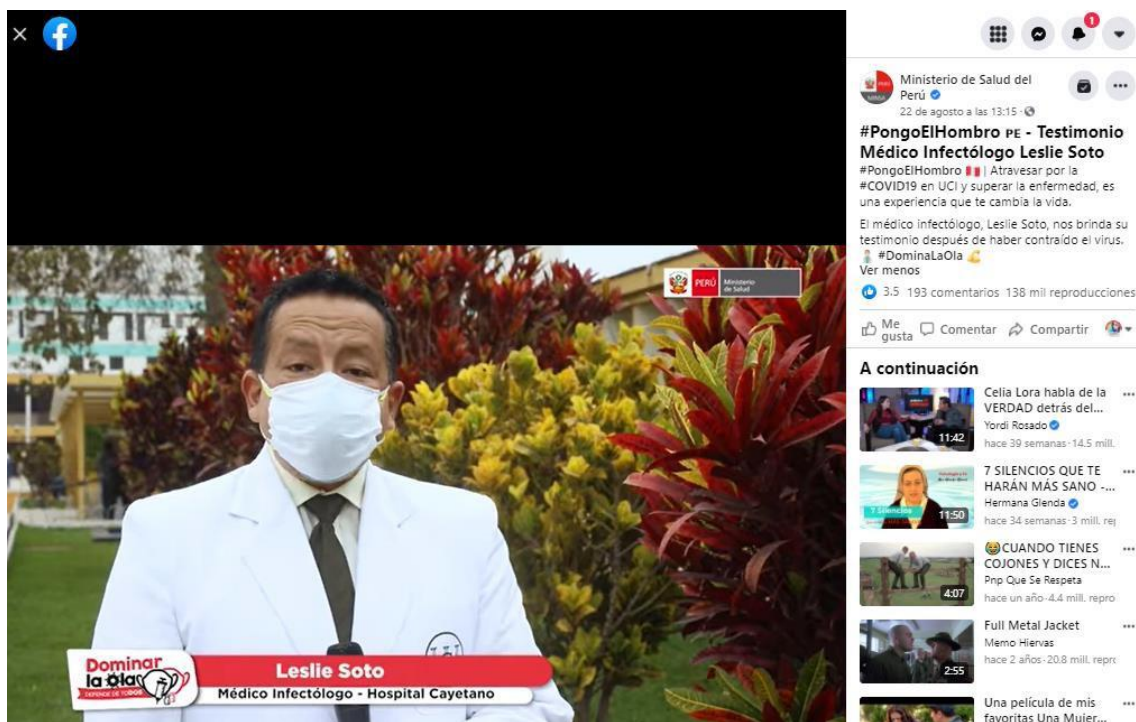 1
Ministerio de Salud del
Perú
22 de agosto a las 13:15 ·
#PongoElHombro PE - Testimonio
Médico Infectólogo Leslie Soto
#PongoElHombro | Atravesar por la
#COVID19 en UCI y superar la enfermedad, es
una experiencia que te cambia la vida.
El médico infectólogo, Leslie Soto, nos brinda su
testimonio después de haber contraído el virus.
#DominaLaOla
Ver menos
3.5 193 comentarios 138 mil reproducciones
Me gusta Comentar Compartir
PERÚ Ministerio de Salud
Dominar
la ola
DEPENDE DE TODOS
Leslie Soto
Médico Infectólogo - Hospital Cayetano
A continuación
Celia Lora habla de la
VERDAD detrás del...
Yordi Rosado
hace 39 semanas · 14.5 mill.
11:42
7 SILENCIOS QUE TE
HARÁN MÁS SANO -...
Hermana Glenda
hace 34 semanas · 3 mill. rep
7 Silencios
11:50
CUANDO TIENES
COJONES Y DICES N...
Pnp Que Se Respeta
hace un año · 4.4 mill. repro
4:07
Full Metal Jacket
Memo Hiervas
hace 2 años · 20.8 mill. repro
2:55
Una película de mis
favoritas Una Mujer...